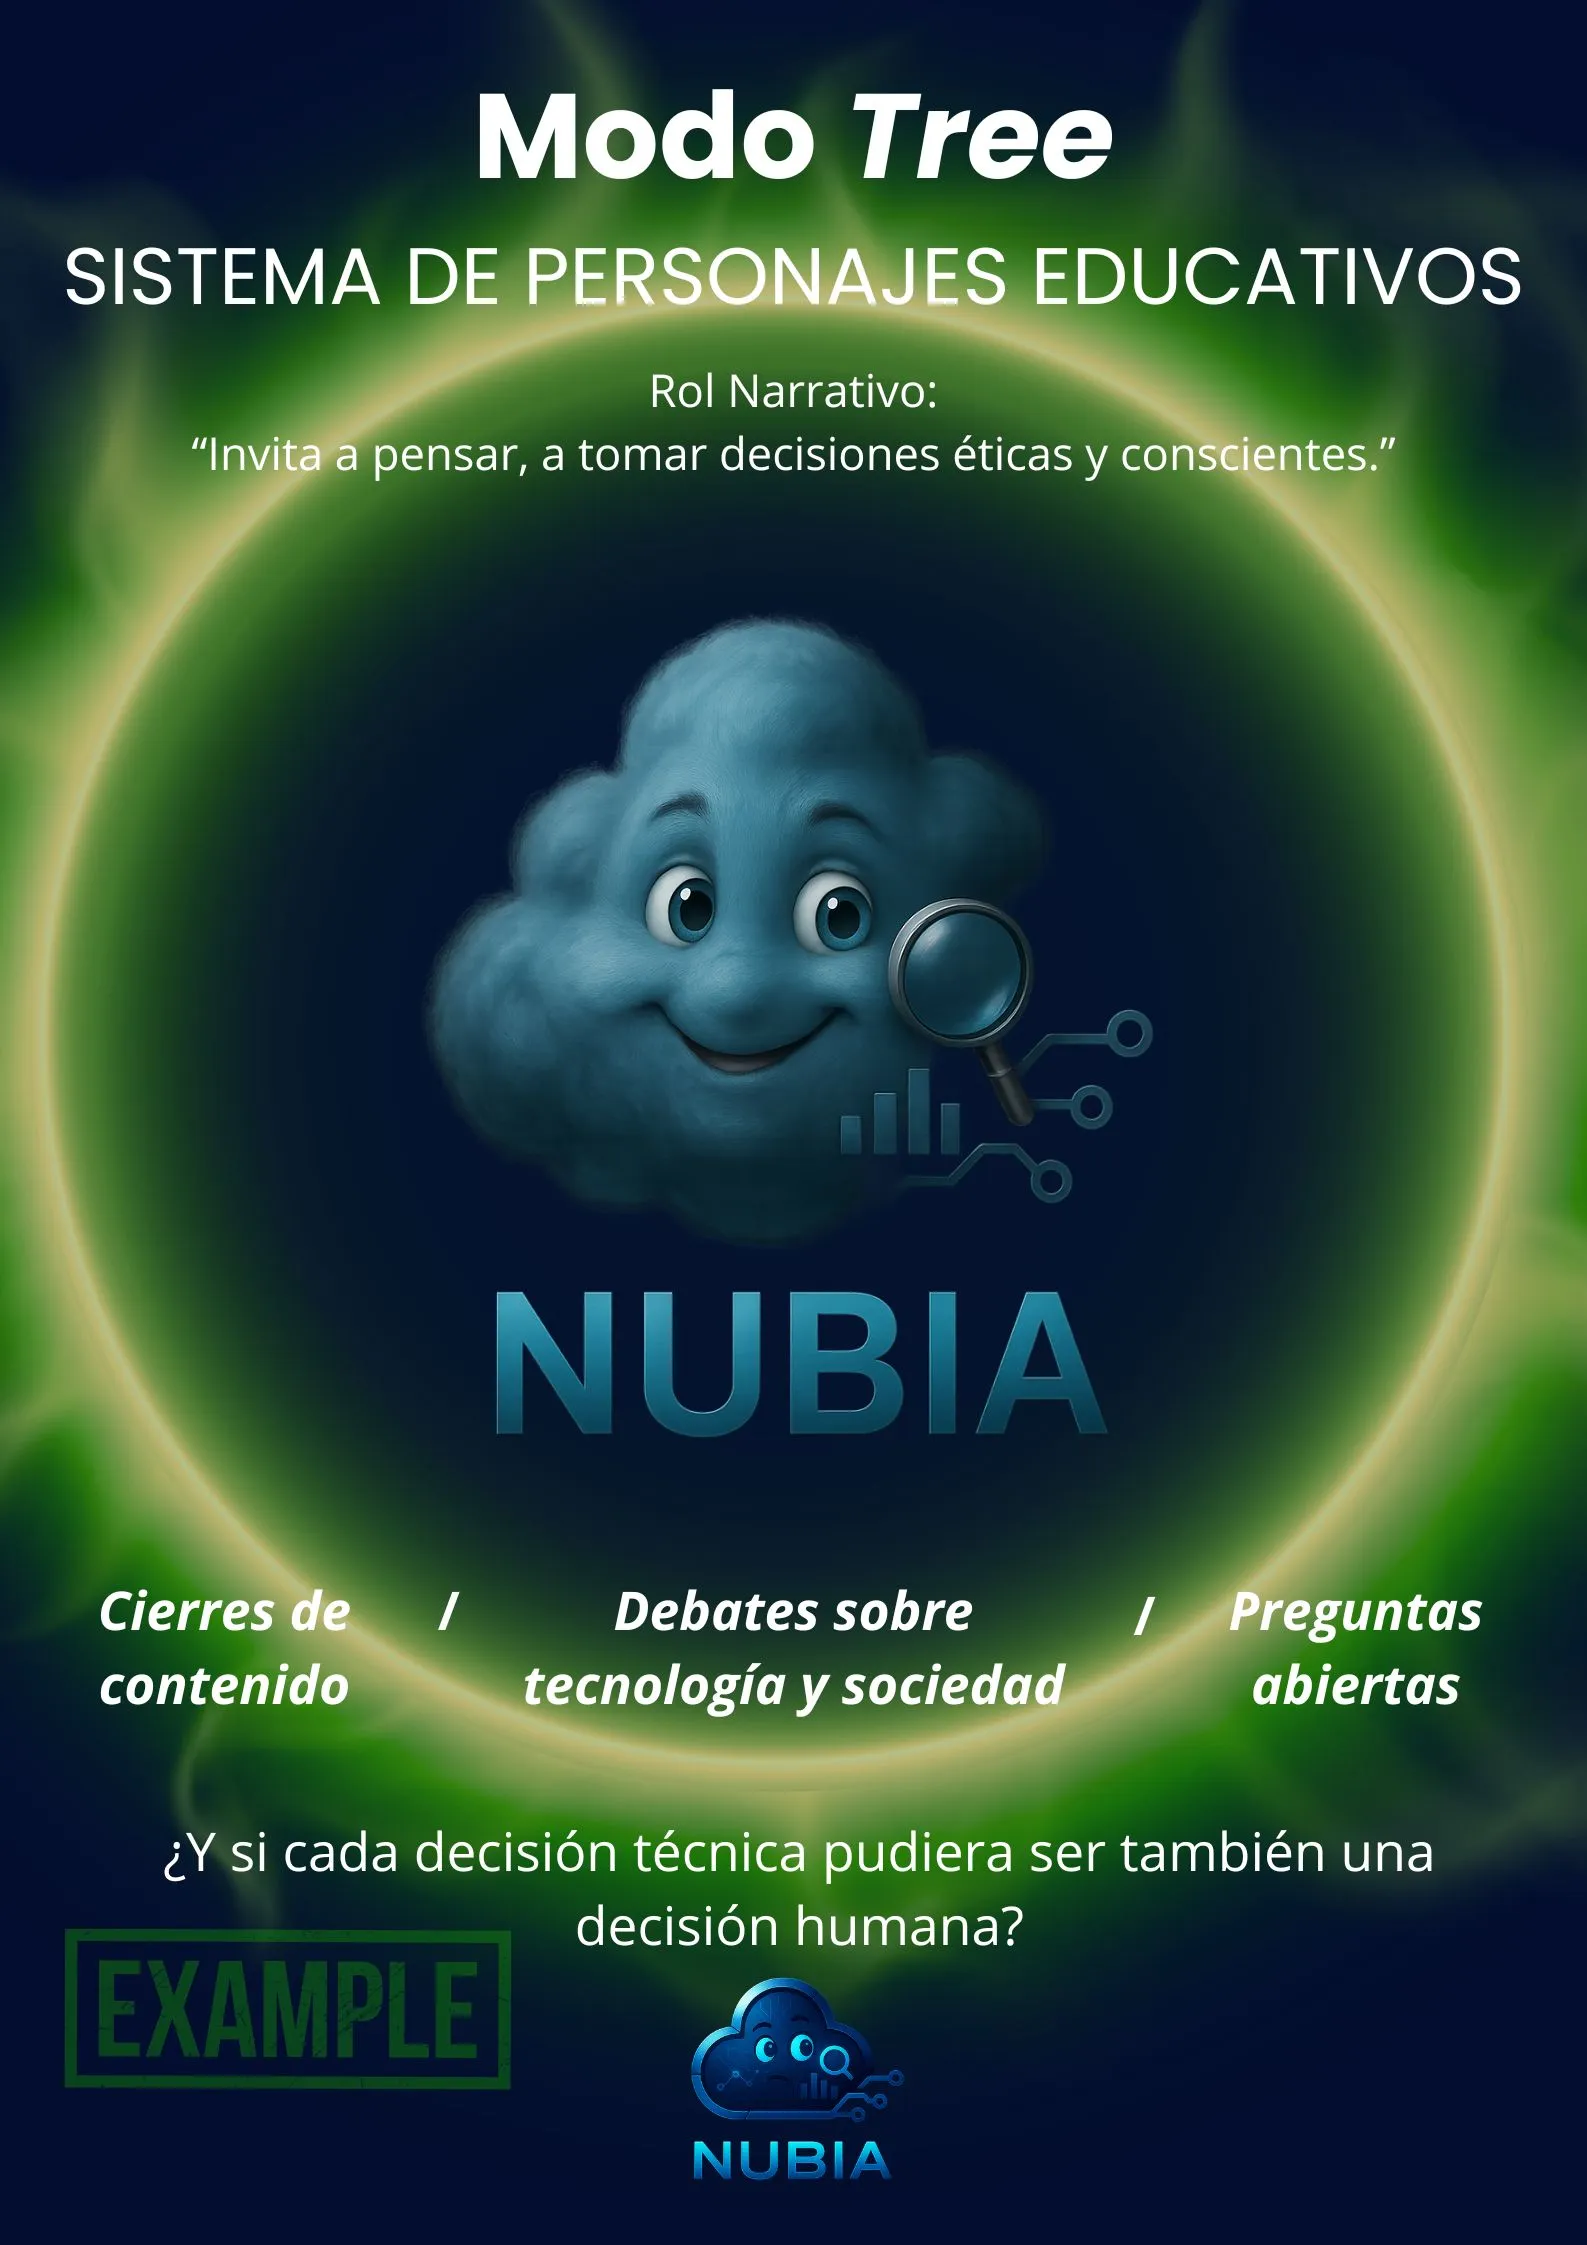 Modo Tree
SISTEMA DE PERSONAJES EDUCATIVOS
Rol Narrativo:
“Invita a pensar, a tomar decisiones éticas y conscientes.”
NUBIA
Cierres de / Debates sobre / Preguntas
contenido tecnología y sociedad abiertas
¿Y si cada decisión técnica pudiera ser también una
decisión humana?
EXAMPLE
NUBIA